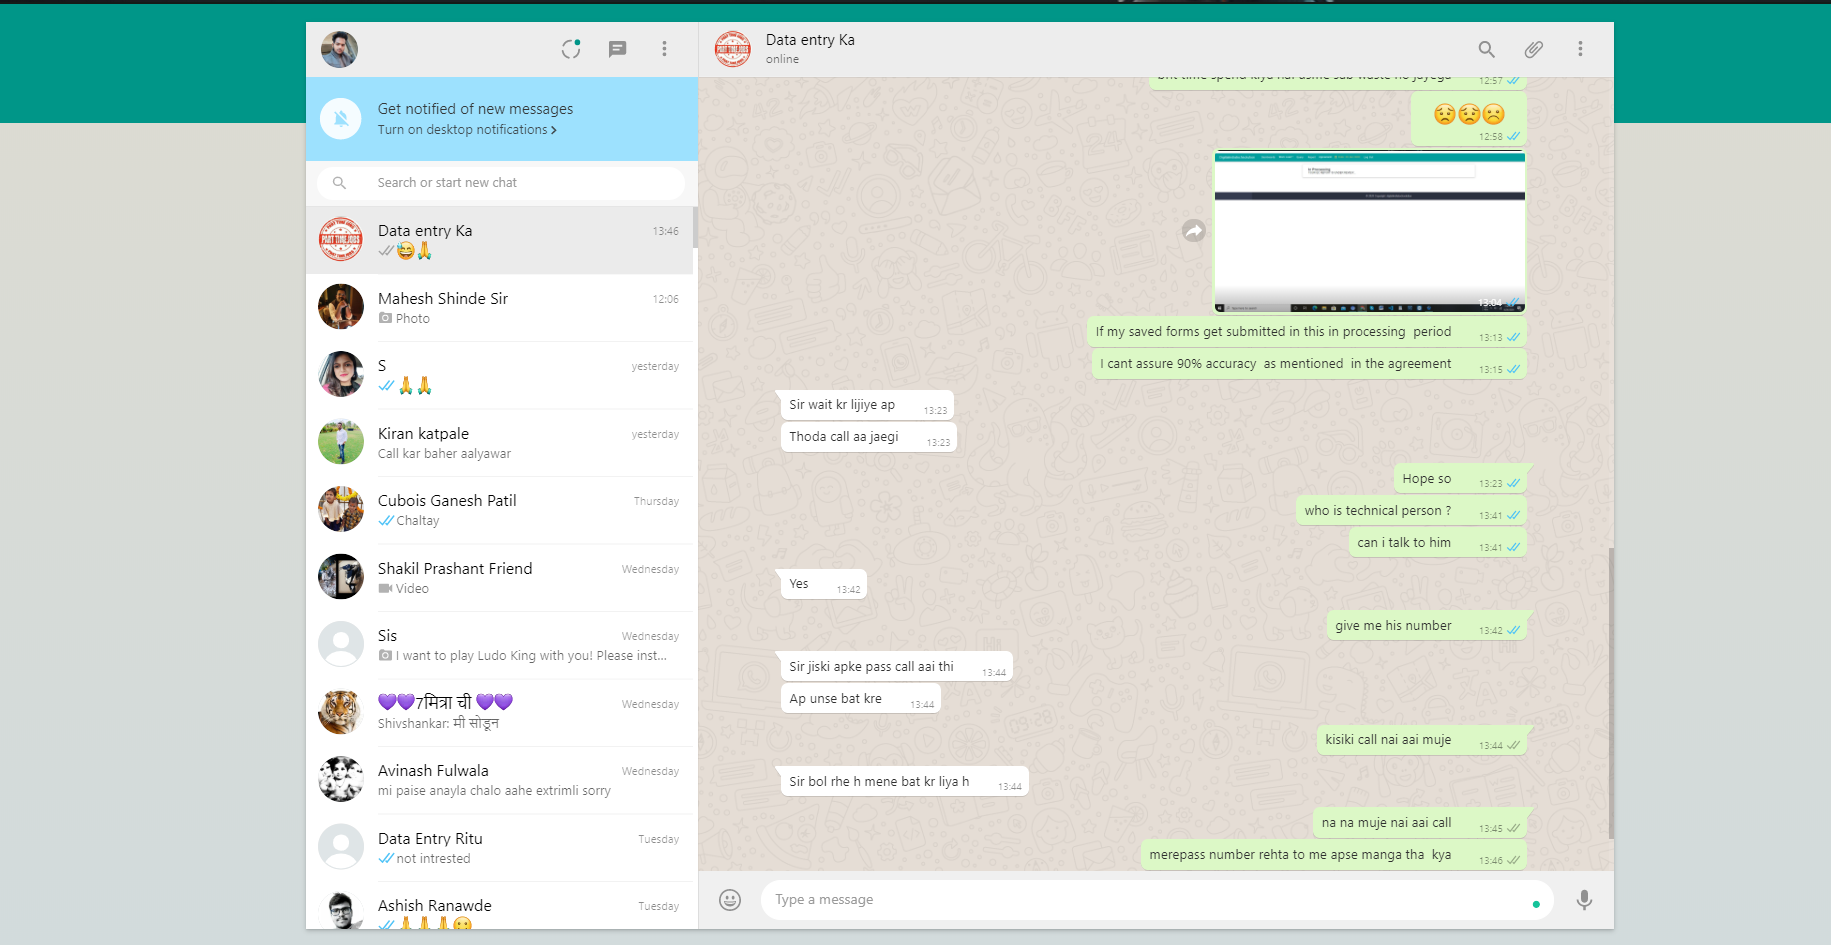 Data entry Ka
online
Get notified of new messages
Turn on desktop notifications
Search or start new chat
Data entry Ka
13:46
Mahesh Shinde Sir
12:06
Photo
S
yesterday
Kiran katpale
yesterday
Call kar baher aalyawar
Cubois Ganesh Patil
Thursday
Chaltay
Shakil Prashant Friend
Wednesday
Video
Sis
Wednesday
I want to play Ludo King with you! Please inst...
💜💜7मित्रा ची 💜💜
Wednesday
Shivshankar: मी सोडून
Avinash Fulwala
Wednesday
mi paise anayla chalo aahe extrimli sorry
Data Entry Ritu
Tuesday
not intrested
Ashish Ranawde
Tuesday
12:57
12:58
13:04
If my saved forms get submitted in this in processing period
13:13
I cant assure 90% accuracy as mentioned in the agreement
13:15
Sir wait kr lijiye ap
13:23
Thoda call aa jaegi
13:23
Hope so
13:23
who is technical person ?
13:41
can i talk to him
13:41
Yes
13:42
give me his number
13:42
Sir jiski apke pass call aai thi
13:44
Ap unse bat kre
13:44
kisiki call nai aai muje
13:44
Sir bol rhe h mene bat kr liya h
13:44
na na muje nai aai call
13:45
merepass number rehta to me apse manga tha kya
13:46
Type a message